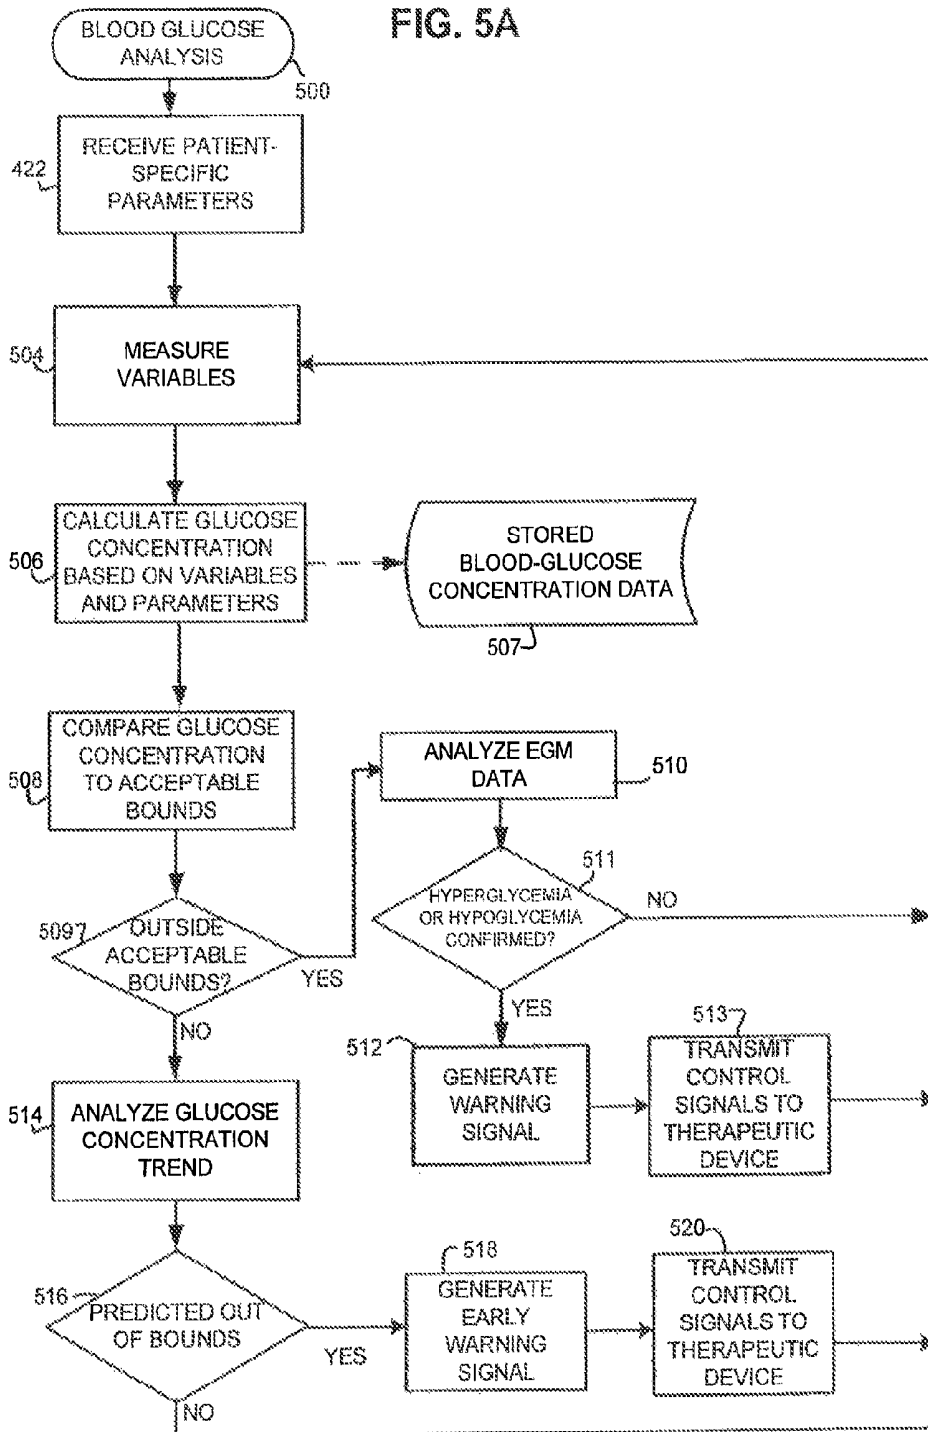 FIG. 5A
BLOOD GLUCOSE
ANALYSIS
500
RECEIVE PATIENT-
SPECIFIC
PARAMETERS
422
MEASURE
VARIABLES
504
CALCULATE GLUCOSE
CONCENTRATION
BASED ON VARIABLES
AND PARAMETERS
506
STORED
BLOOD-GLUCOSE
CONCENTRATION DATA
507
COMPARE GLUCOSE
CONCENTRATION
TO ACCEPTABLE
BOUNDS
508
ANALYZE EGM
DATA
510
511
HYPERGLYCEMIA
OR HYPOGLYCEMIA
CONFIRMED?
NO
YES
509
OUTSIDE
ACCEPTABLE
BOUNDS?
YES
NO
512
GENERATE
WARNING
SIGNAL
513
TRANSMIT
CONTROL
SIGNALS TO
THERAPEUTIC
DEVICE
514
ANALYZE GLUCOSE
CONCENTRATION
TREND
516
PREDICTED OUT
OF BOUNDS
YES
NO
518
GENERATE
EARLY
WARNING
SIGNAL
520
TRANSMIT
CONTROL
SIGNALS TO
THERAPEUTIC
DEVICE